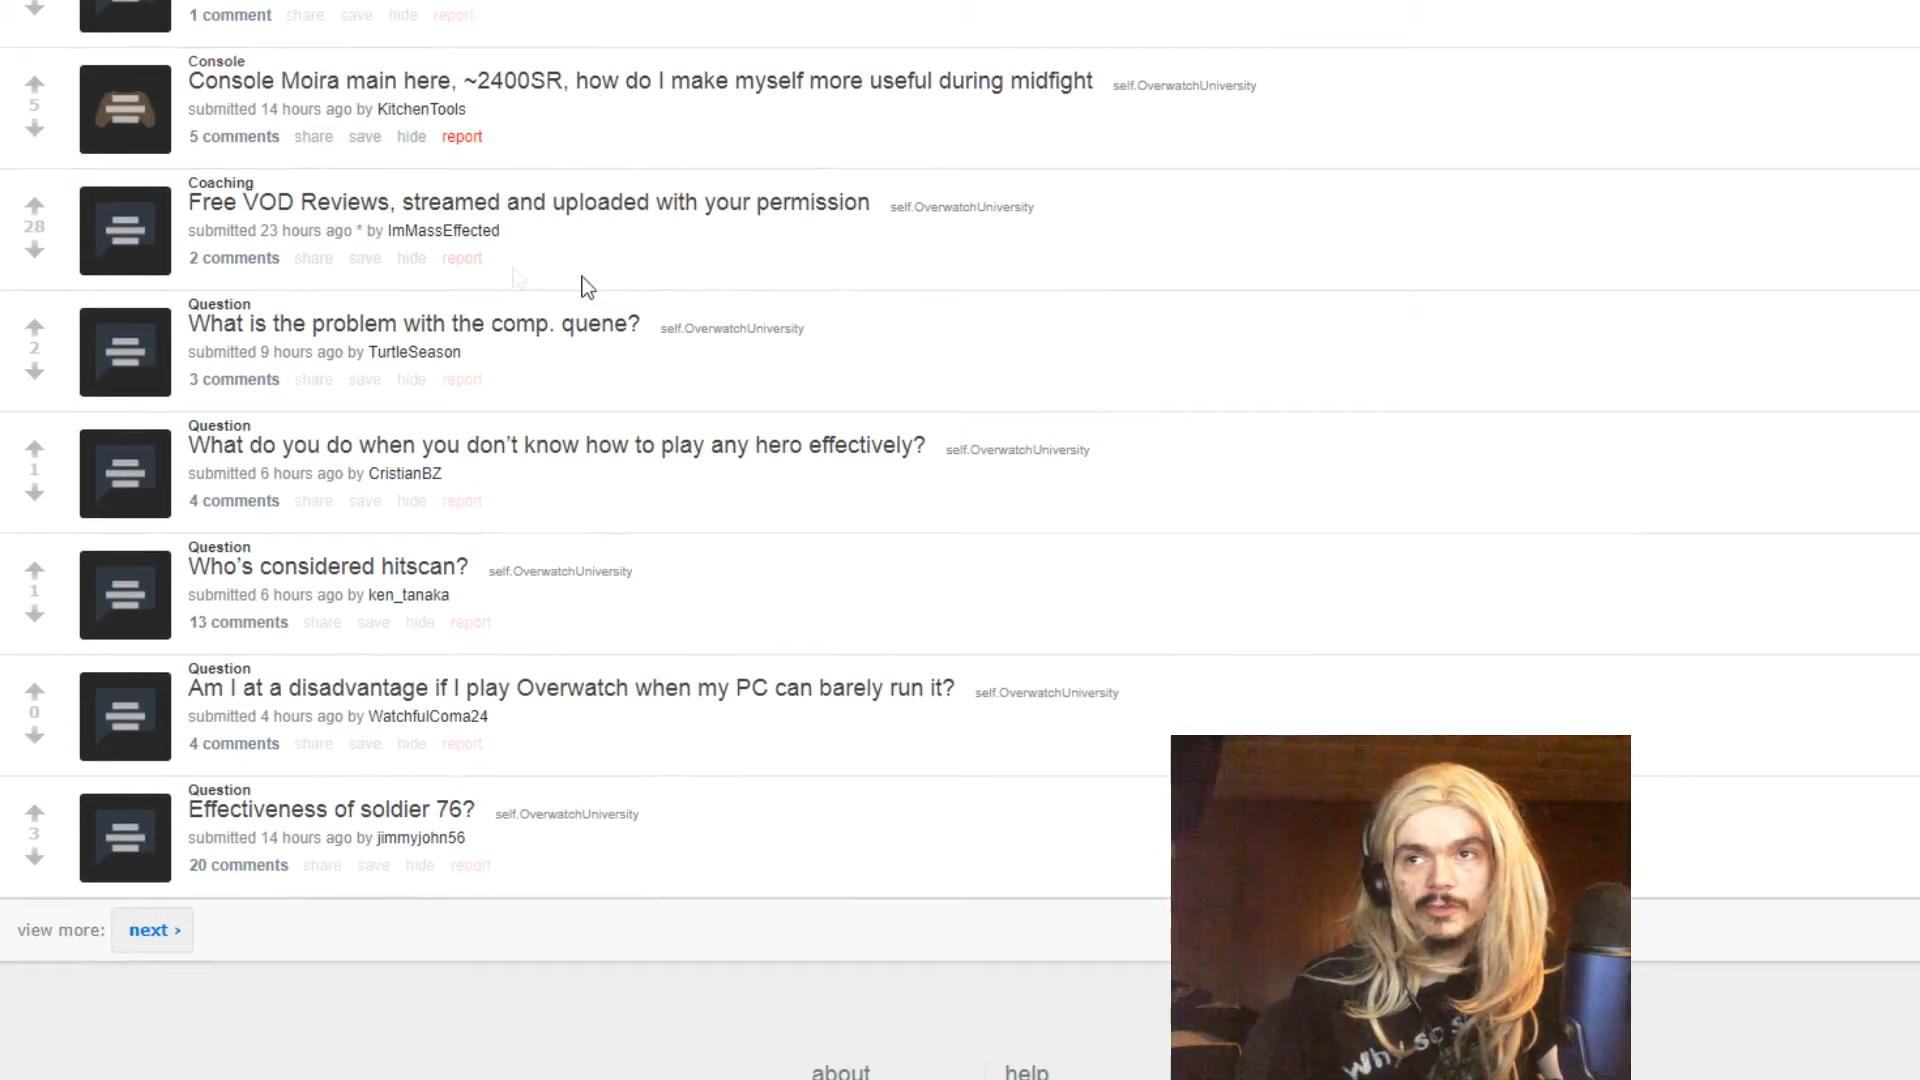 1 comment share save hide report
Console
Console Moira main here, ~2400SR, how do I make myself more useful during midfight self.OverwatchUniversity
5
submitted 14 hours ago by KitchenTools
5 comments share save hide report
Coaching
Free VOD Reviews, streamed and uploaded with your permission self.OverwatchUniversity
28
submitted 23 hours ago * by ImMassEffected
2 comments share save hide report
Question
What is the problem with the comp. quene? self.OverwatchUniversity
2
submitted 9 hours ago by TurtleSeason
3 comments share save hide report
Question
What do you do when you don’t know how to play any hero effectively? self.OverwatchUniversity
1
submitted 6 hours ago by CristianBZ
4 comments share save hide report
Question
Who’s considered hitscan? self.OverwatchUniversity
1
submitted 6 hours ago by ken_tanaka
13 comments share save hide report
Question
Am I at a disadvantage if I play Overwatch when my PC can barely run it? self.OverwatchUniversity
0
submitted 4 hours ago by WatchfulComa24
4 comments share save hide report
Question
Effectiveness of soldier 76? self.OverwatchUniversity
3
submitted 14 hours ago by jimmyjohn56
20 comments share save hide report
view more: next ›
about help
Why so